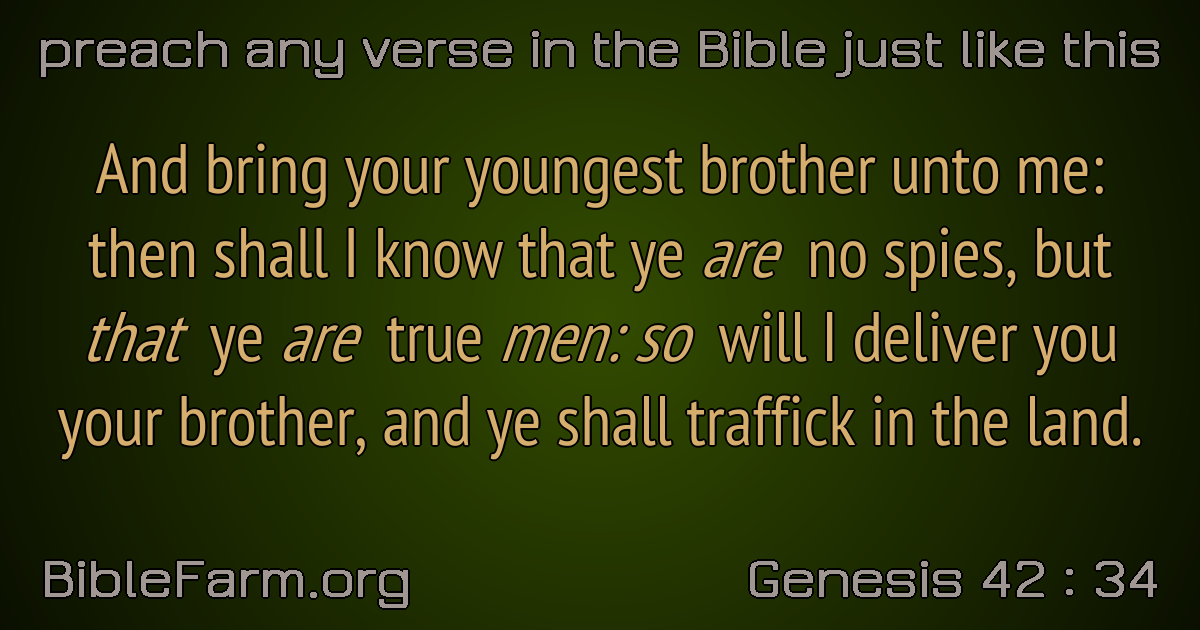 preach any verse in the Bible just like this
And bring your youngest brother unto me:
then shall I know that ye are no spies, but
that ye are true men: so will I deliver you
your brother, and ye shall traffick in the land.
BibleFarm.org
Genesis 42 : 34